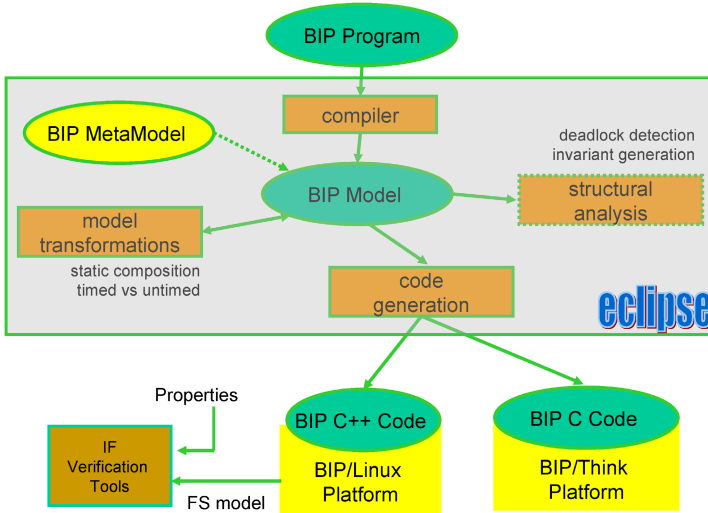 BIP Program
compiler
BIP MetaModel
deadlock detection
invariant generation
BIP Model
structural
analysis
model
transformations
static composition
timed vs untimed
code
generation
eclipse
Properties
BIP C++ Code
BIP C Code
IF
Verification
Tools
BIP/Linux
Platform
BIP/Think
Platform
FS model